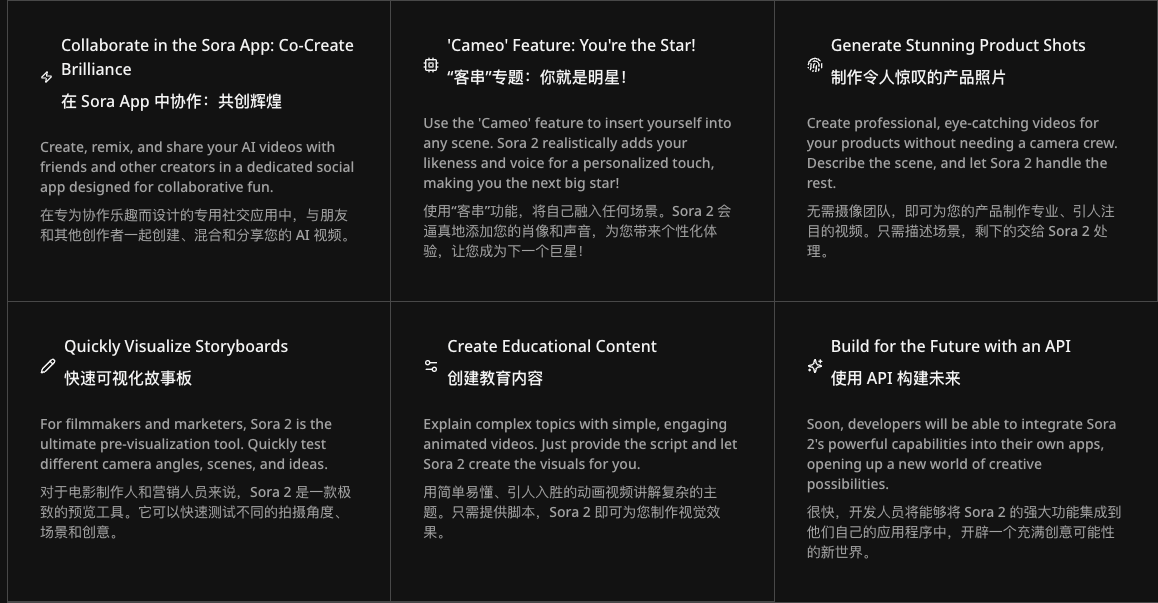 Collaborate in the Sora App: Co-Create
Brilliance
在 Sora App 中协作：共创辉煌
Create, remix, and share your AI videos with
friends and other creators in a dedicated social
app designed for collaborative fun.
在专为协作乐趣而设计的专用社交应用中，与朋友
和其他创作者一起创建、混合和分享您的 AI 视频。
'Cameo' Feature: You're the Star!
“客串”专题：你就是明星！
Use the 'Cameo' feature to insert yourself into
any scene. Sora 2 realistically adds your
likeness and voice for a personalized touch,
making you the next big star!
使用“客串”功能，将自己融入任何场景。Sora 2 会
逼真地添加您的肖像和声音，为您带来个性化体
验，让您成为下一个巨星！
Generate Stunning Product Shots
制作令人惊叹的产品照片
Create professional, eye-catching videos for
your products without needing a camera crew.
Describe the scene, and let Sora 2 handle the
rest.
无需摄像团队，即可为您的产品制作专业、引人注
目的视频。只需描述场景，剩下的交给 Sora 2 处
理。
Quickly Visualize Storyboards
快速可视化故事板
For filmmakers and marketers, Sora 2 is the
ultimate pre-visualization tool. Quickly test
different camera angles, scenes, and ideas.
对于电影制作人和营销人员来说，Sora 2 是一款极
致的预览工具。它可以快速测试不同的拍摄角度、
场景和创意。
Create Educational Content
创建教育内容
Explain complex topics with simple, engaging
animated videos. Just provide the script and let
Sora 2 create the visuals for you.
用简单易懂、引人入胜的动画视频讲解复杂的主
题。只需提供脚本，Sora 2 即可为您制作视觉效
果。
Build for the Future with an API
使用 API 构建未来
Soon, developers will be able to integrate Sora
2's powerful capabilities into their own apps,
opening up a new world of creative
possibilities.
很快，开发人员将能够将 Sora 2 的强大功能集成到
他们自己的应用程序中，开辟一个充满创意可能性
的新世界。